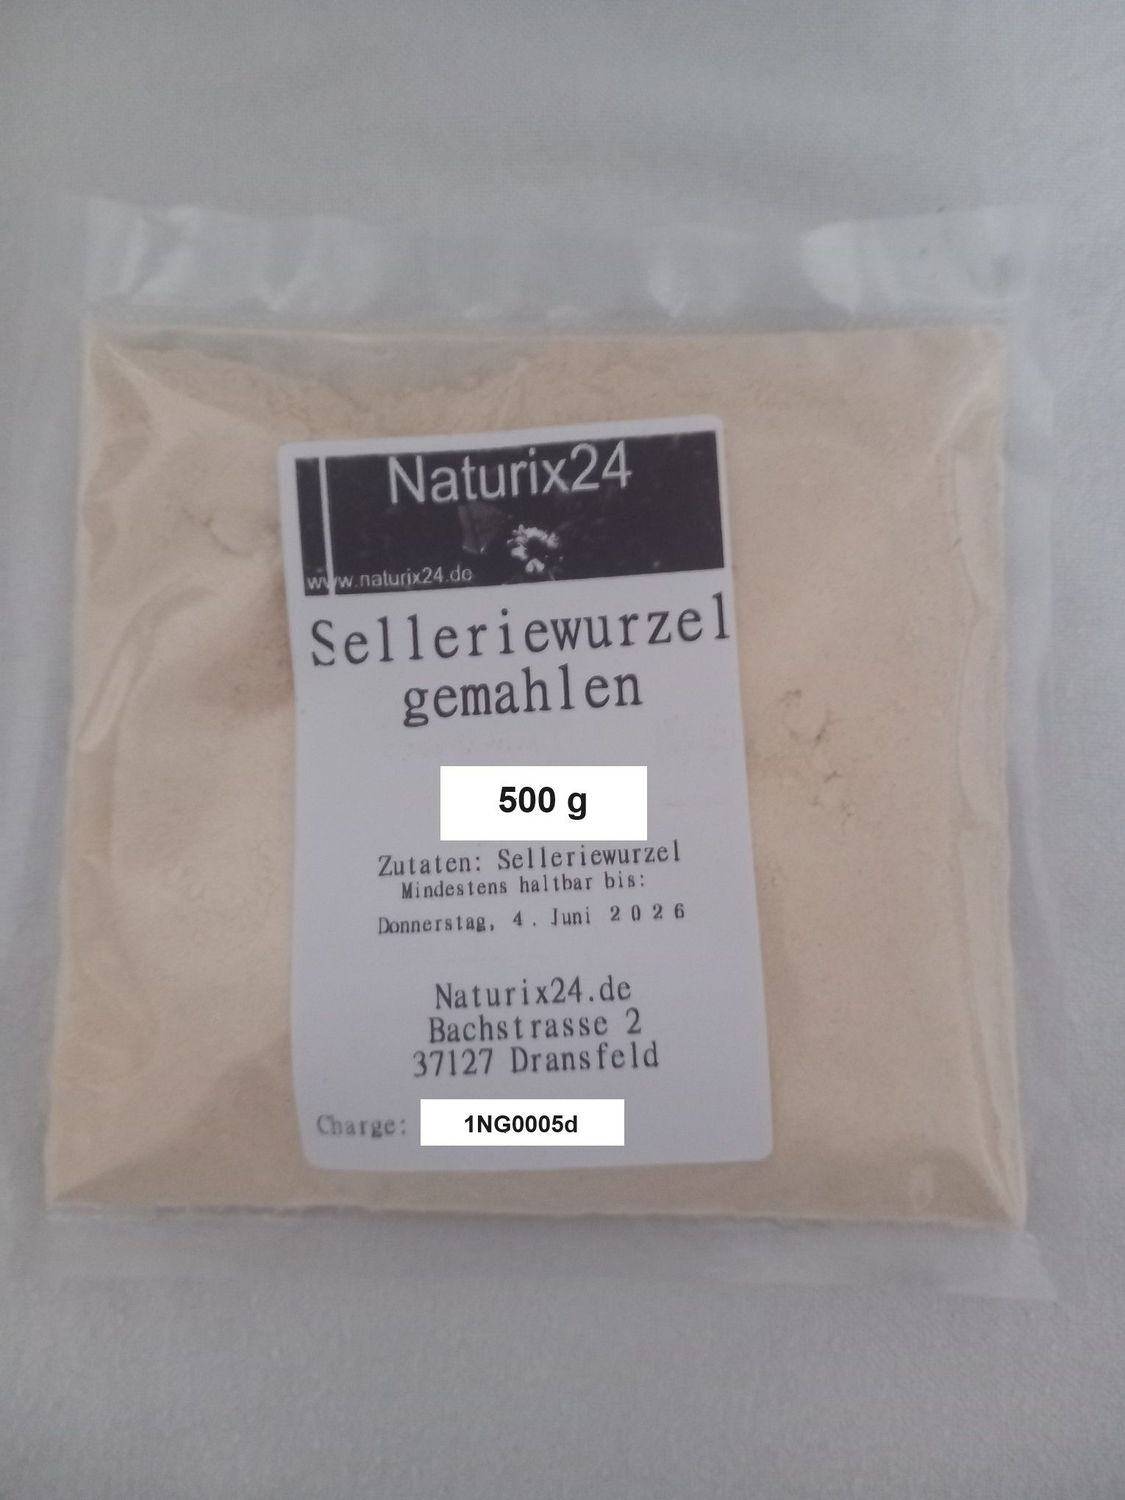 Naturix24
www.naturix24.de
Selleriewurzel
gemahlen
500 g
Zutaten: Selleriewurzel
Mindestens haltbar bis:
Donnerstag, 4. Juni 2026
Naturix24.de
Bachstrasse 2
37127 Dransfeld
Charge: 1NG0005d